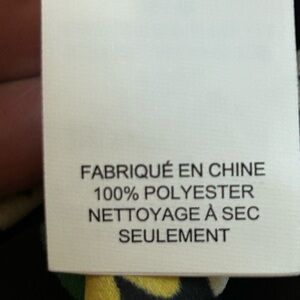 FABRIQUÉ EN CHINE
100% POLYESTER
NETTOYAGE À SEC
SEULEMENT